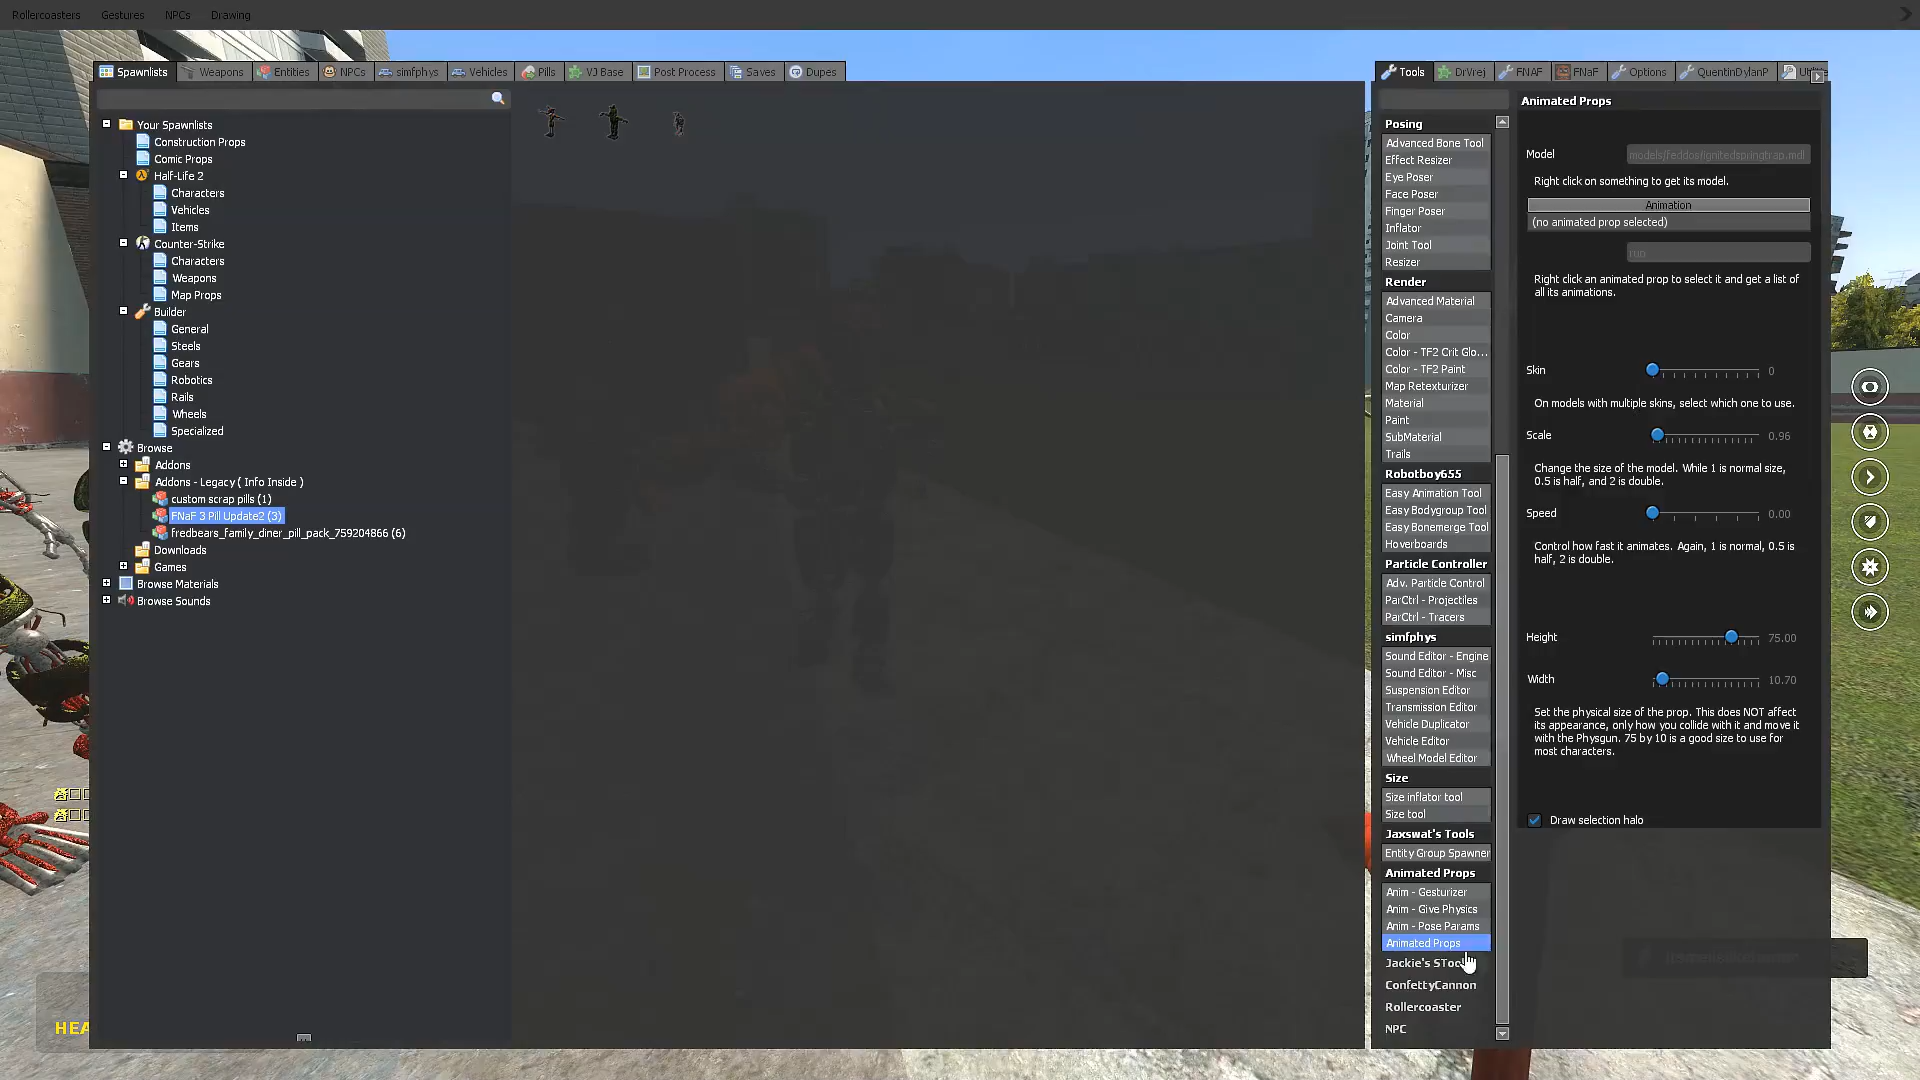 Rollercoasters Gestures NPCs Drawing
Spawnlists Weapons Entities NPCs simfphys Vehicles Pills VJ Base Post Process Saves Dupes
Your Spawnlists
Construction Props
Comic Props
Half-Life 2
Characters
Vehicles
Items
Counter-Strike
Characters
Weapons
Map Props
Builder
General
Steels
Gears
Robotics
Rails
Wheels
Specialized
Browse
Addons
Addons - Legacy ( Info Inside )
custom scrap pills (1)
FNaF 3 Pill Update2 (3)
fredbears_family_diner_pill_pack_759204866 (6)
Downloads
Games
Browse Materials
Browse Sounds
HEA
Tools DrVrej FNAF FNaF Options QuentinDylanP
Posing
Advanced Bone Tool
Effect Resizer
Eye Poser
Face Poser
Finger Poser
Inflator
Joint Tool
Resizer
Render
Advanced Material
Camera
Color
Color - TF2 Crit Glo...
Color - TF2 Paint
Map Retexturizer
Material
Paint
SubMaterial
Trails
Robotboy655
Easy Animation Tool
Easy Bodygroup Tool
Easy Bonemerge Tool
Hoverboards
Particle Controller
Adv. Particle Control
ParCtrl - Projectiles
ParCtrl - Tracers
simfphys
Sound Editor - Engine
Sound Editor - Misc
Suspension Editor
Transmission Editor
Vehicle Duplicator
Vehicle Editor
Wheel Model Editor
Size
Size inflator tool
Size tool
Jaxswat's Tools
Entity Group Spawner
Animated Props
Anim - Gesturizer
Anim - Give Physics
Anim - Pose Params
Animated Props
Jackie's SToo
ConfettyCannon
Rollercoaster
NPC
Animated Props
Model models/feddos/ignitedspringtrap.mdl
Right click on something to get its model.
Animation
(no animated prop selected)
run
Right click an animated prop to select it and get a list of
all its animations.
Skin 0
On models with multiple skins, select which one to use.
Scale 0.96
Change the size of the model. While 1 is normal size,
0.5 is half, and 2 is double.
Speed 0.00
Control how fast it animates. Again, 1 is normal, 0.5 is
half, 2 is double.
Height 75.00
Width 10.70
Set the physical size of the prop. This does NOT affect
its appearance, only how you collide with it and move it
with the Physgun. 75 by 10 is a good size to use for
most characters.
Draw selection halo